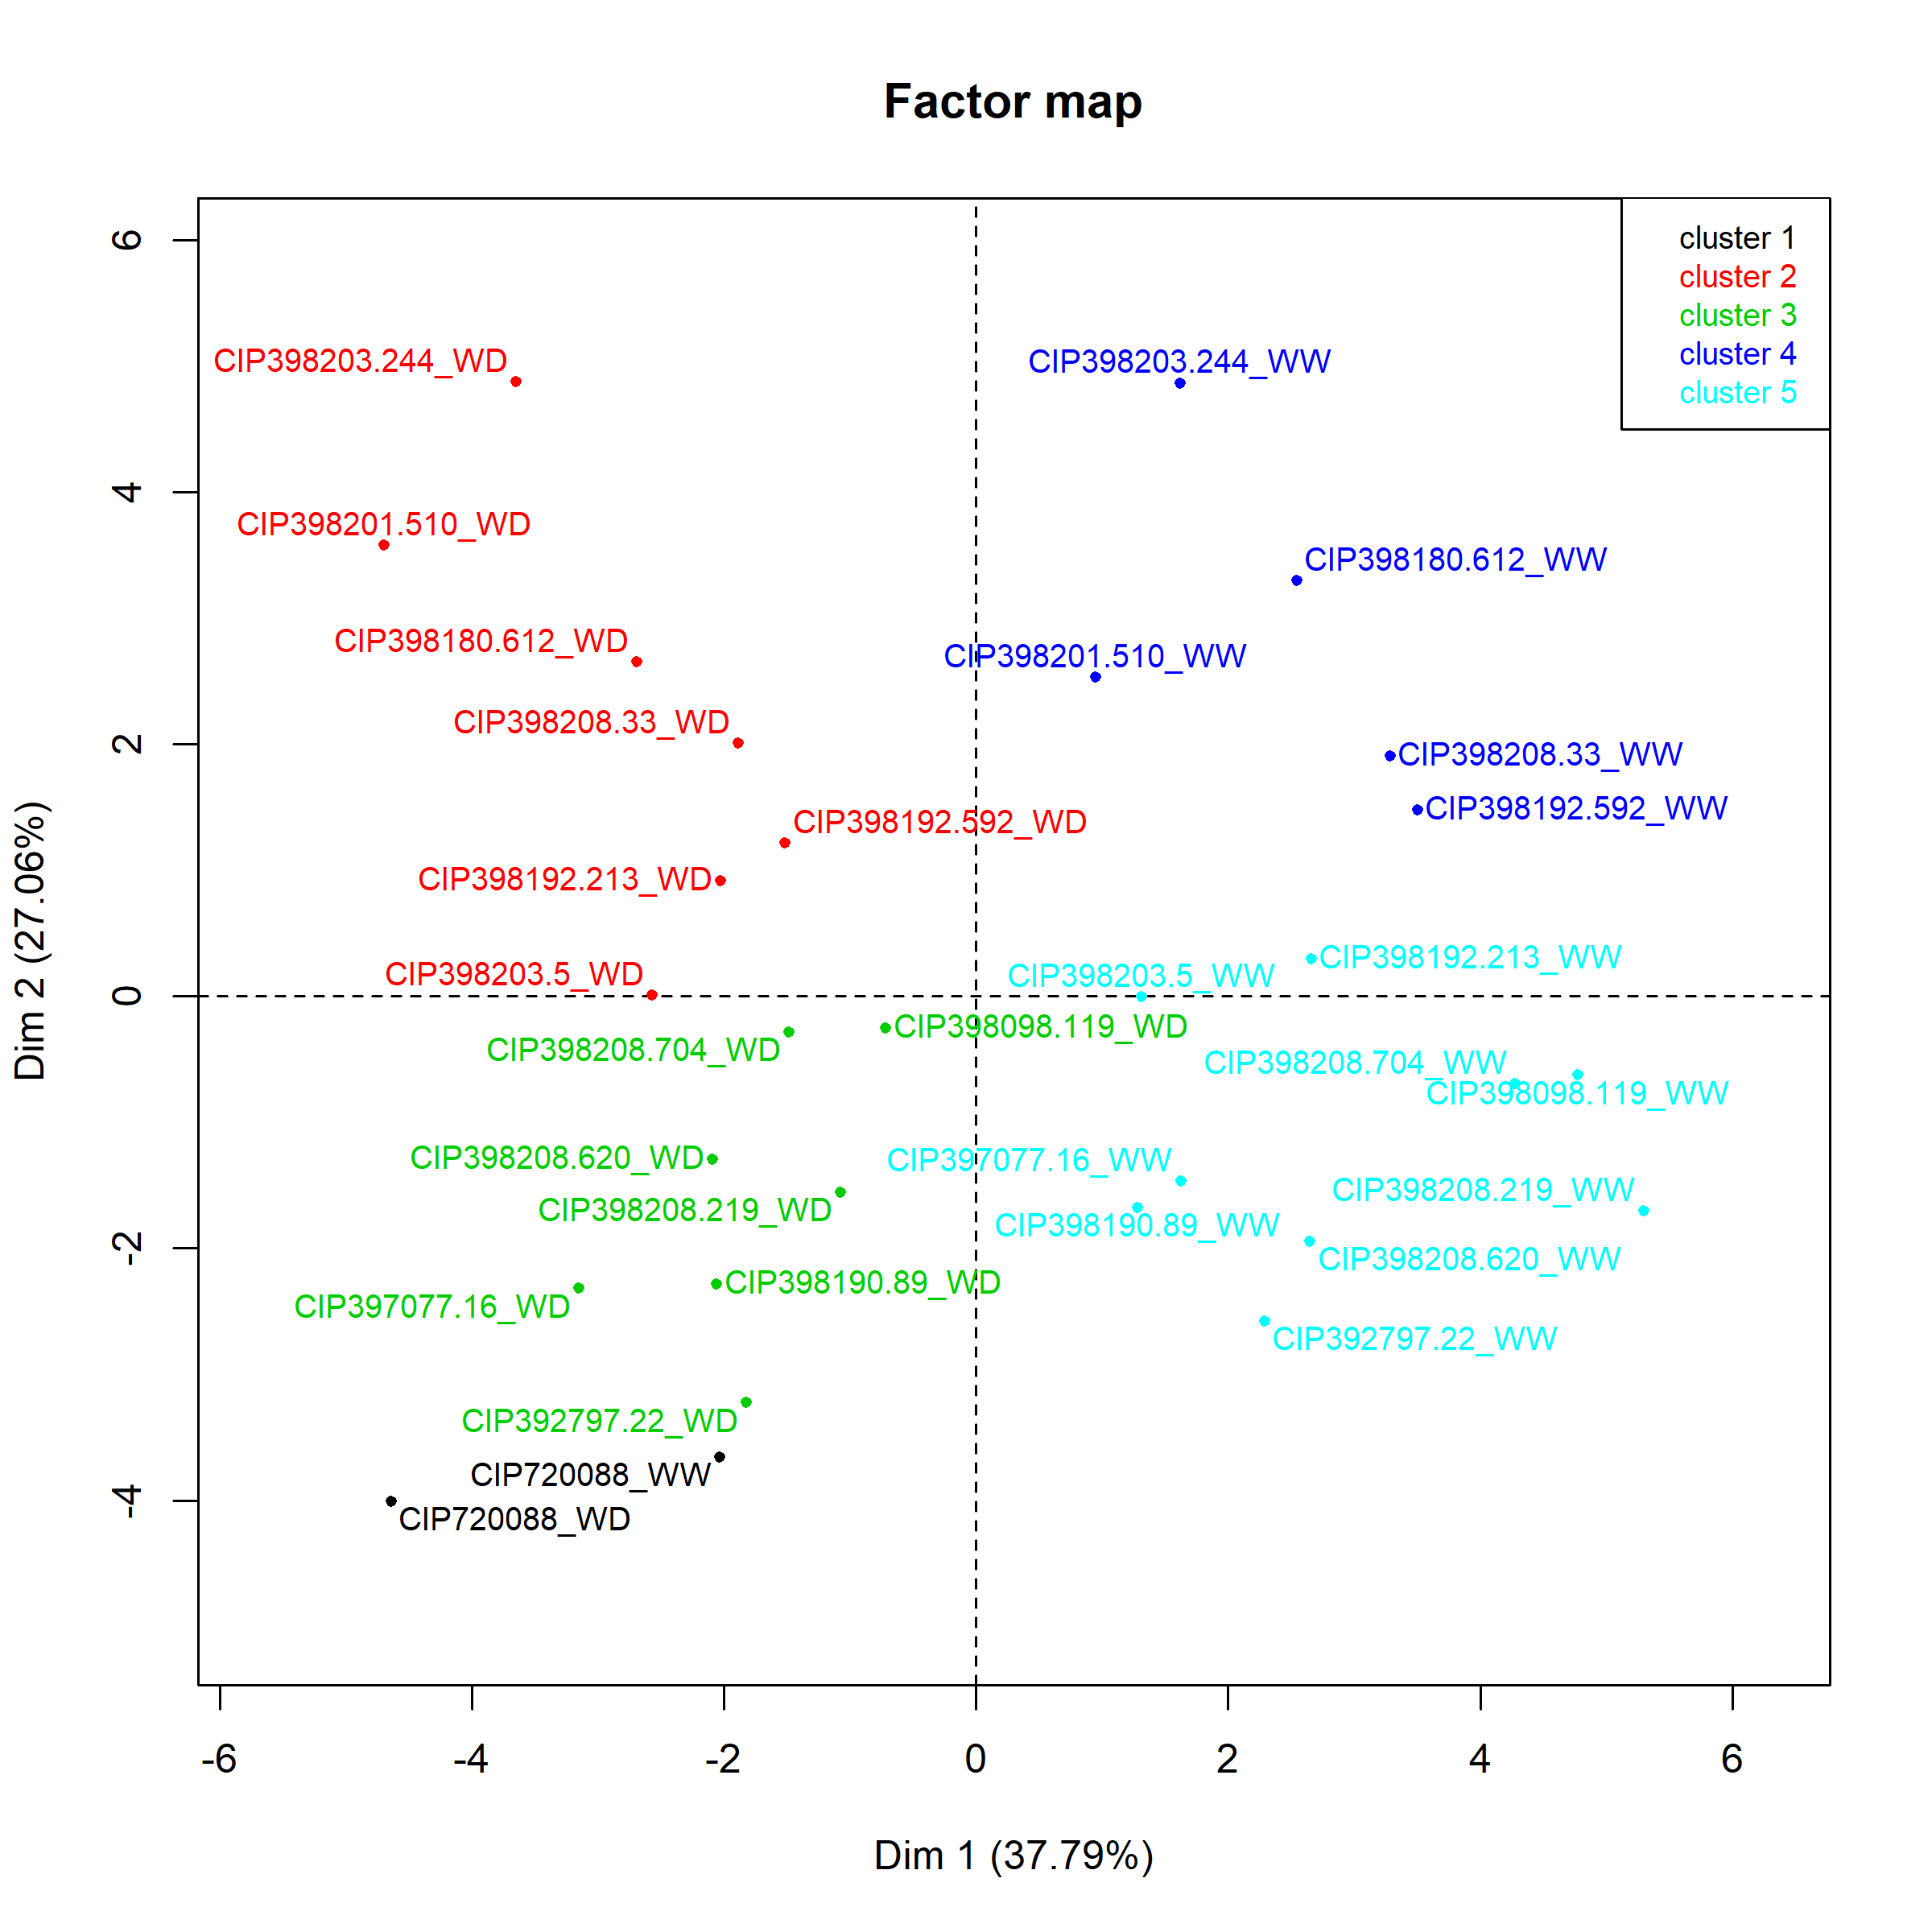 Factor map
cluster 1
cluster 2
cluster 3
cluster 4
cluster 5
6
4
2
0
-2
-4
Dim 2 (27.06%)
CIP398203.244_WD
CIP398203.244_WW
CIP398201.510_WD
CIP398180.612_WW
CIP398180.612_WD
CIP398201.510_WW
CIP398208.33_WD
CIP398208.33_WW
CIP398192.592_WW
CIP398192.592_WD
CIP398192.213_WD
CIP398192.213_WW
CIP398203.5_WD
CIP398203.5_WW
CIP398098.119_WD
CIP398208.704_WD
CIP398208.704_WW
CIP398098.119_WW
CIP398208.620_WD
CIP397077.16_WW
CIP398208.219_WW
CIP398208.219_WD
CIP398190.89_WW
CIP398208.620_WW
CIP398190.89_WD
CIP397077.16_WD
CIP392797.22_WW
CIP392797.22_WD
CIP720088_WW
CIP720088_WD
-6
-4
-2
0
2
4
6
Dim 1 (37.79%)